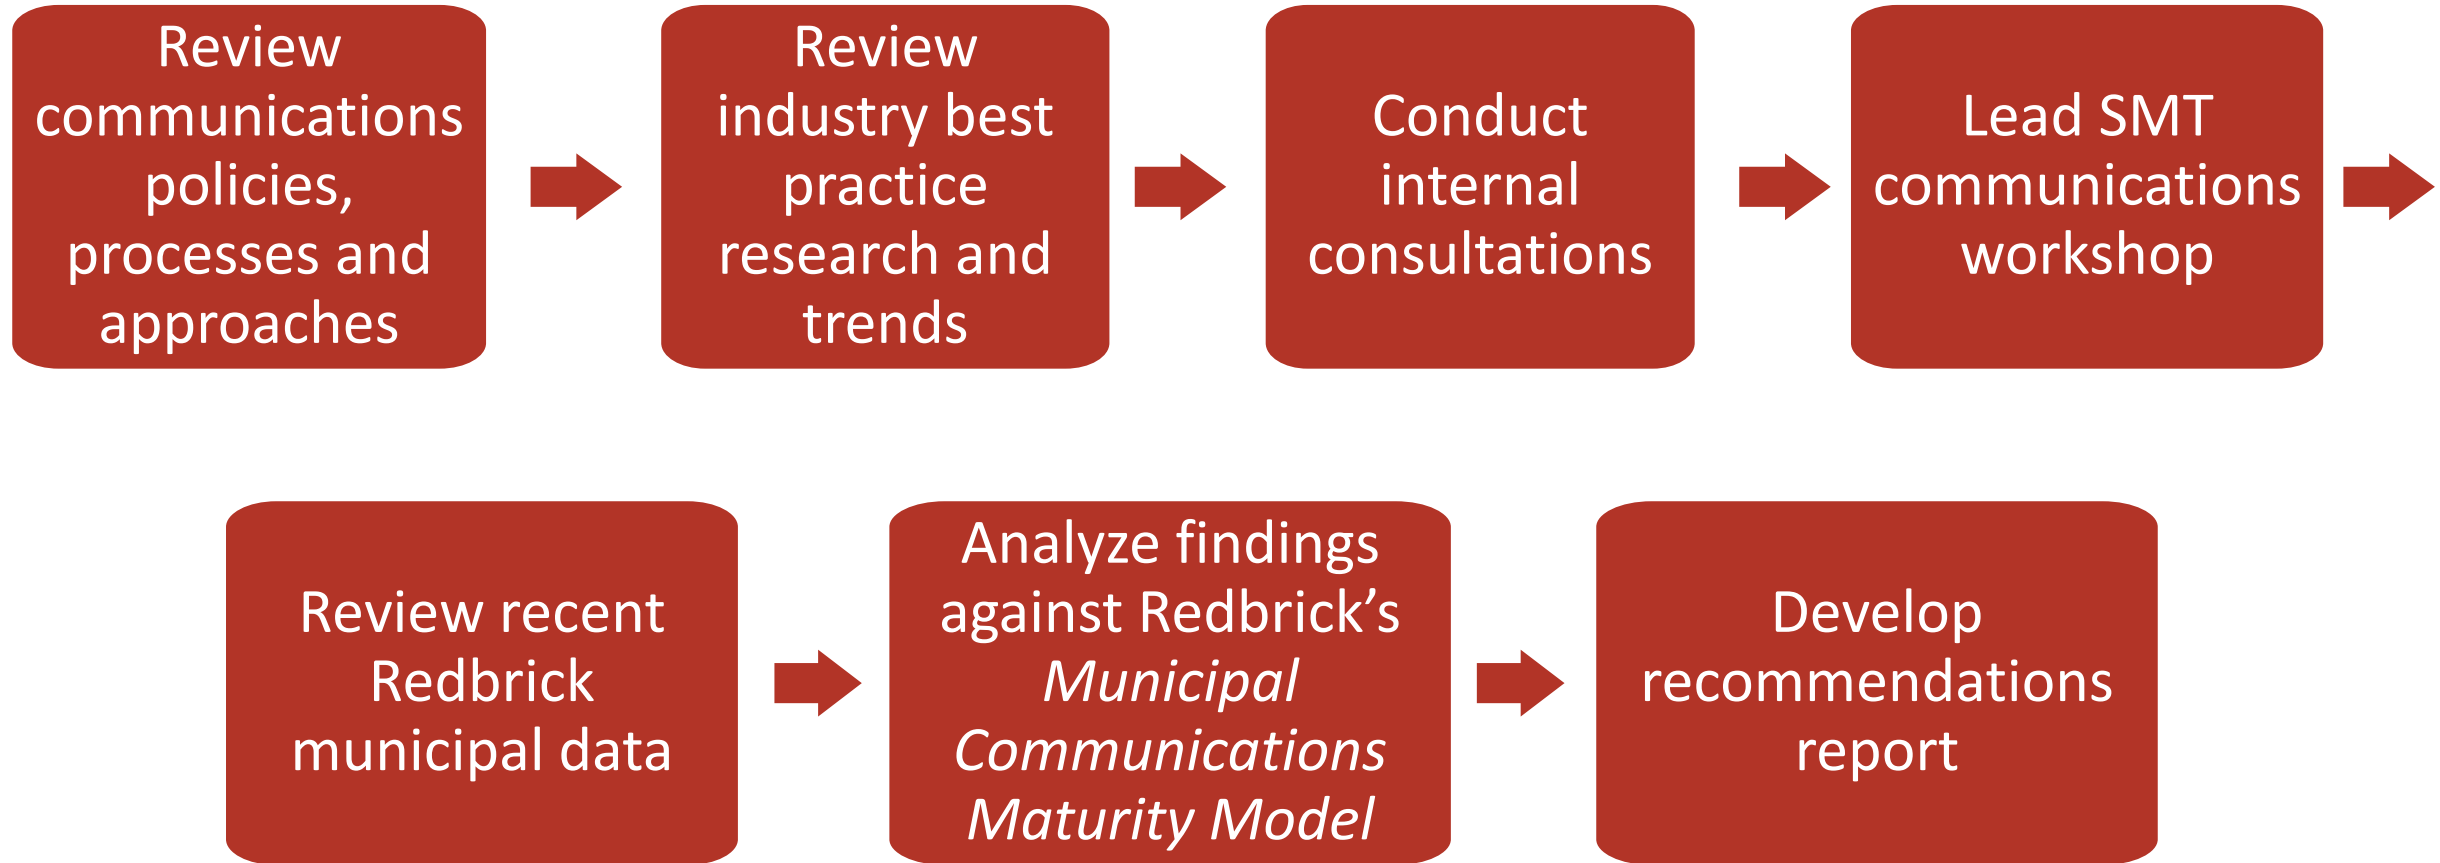 Review
communications
policies,
processes and
approaches
Review
industry best
practice
research and
trends
Conduct
internal
consultations
Lead SMT
communications
workshop
Review recent
Redbrick
municipal data
Analyze findings
against Redbrick’s
Municipal
Communications
Maturity Model
Develop
recommendations
report